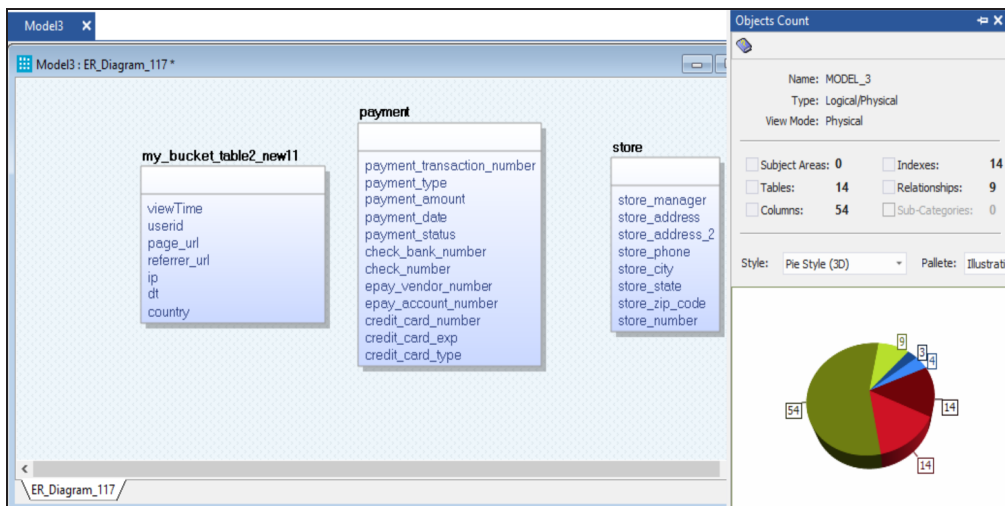 Model3 X
Model3 : ER_Diagram_117 *
my_bucket_table2_new11
viewTime
userid
page_url
referrer_url
ip
dt
country
payment
payment_transaction_number
payment_type
payment_amount
payment_date
payment_status
check_bank_number
check_number
epay_vendor_number
epay_account_number
credit_card_number
credit_card_exp
credit_card_type
store
store_manager
store_address
store_address_2
store_phone
store_city
store_state
store_zip_code
store_number
ER_Diagram_117
Objects Count
Name: MODEL_3
Type: Logical/Physical
View Mode: Physical
Subject Areas: 0 Indexes: 14
Tables: 14 Relationships: 9
Columns: 54 Sub-Categories: 0
Style: Pie Style (3D) Pallete: Illustrati
9
3
4
54
14
14